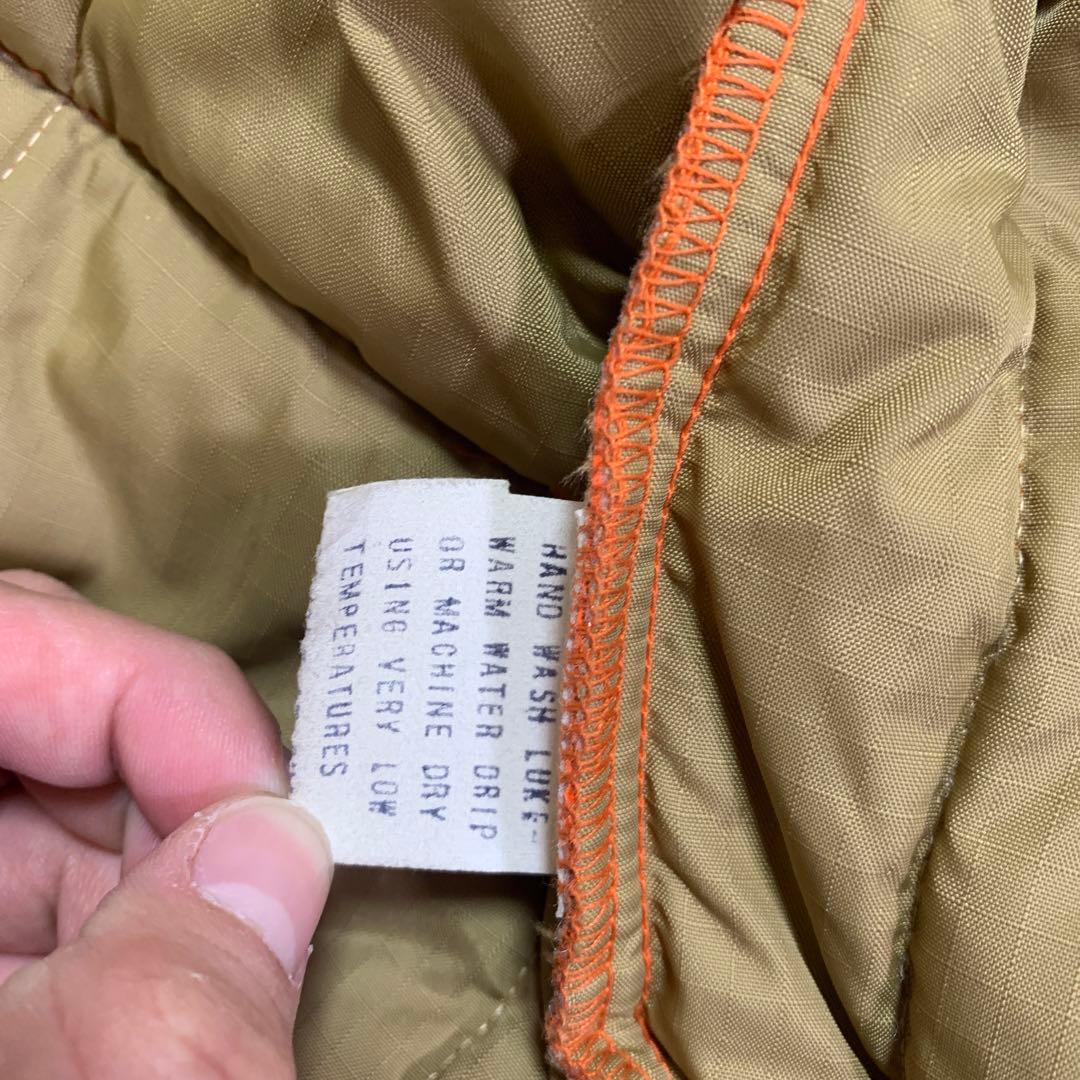 HAND WASH LUKE-
WARM WATER DRIP
OR MACHINE DRY
USING VERY LOW
TEMPERATURES